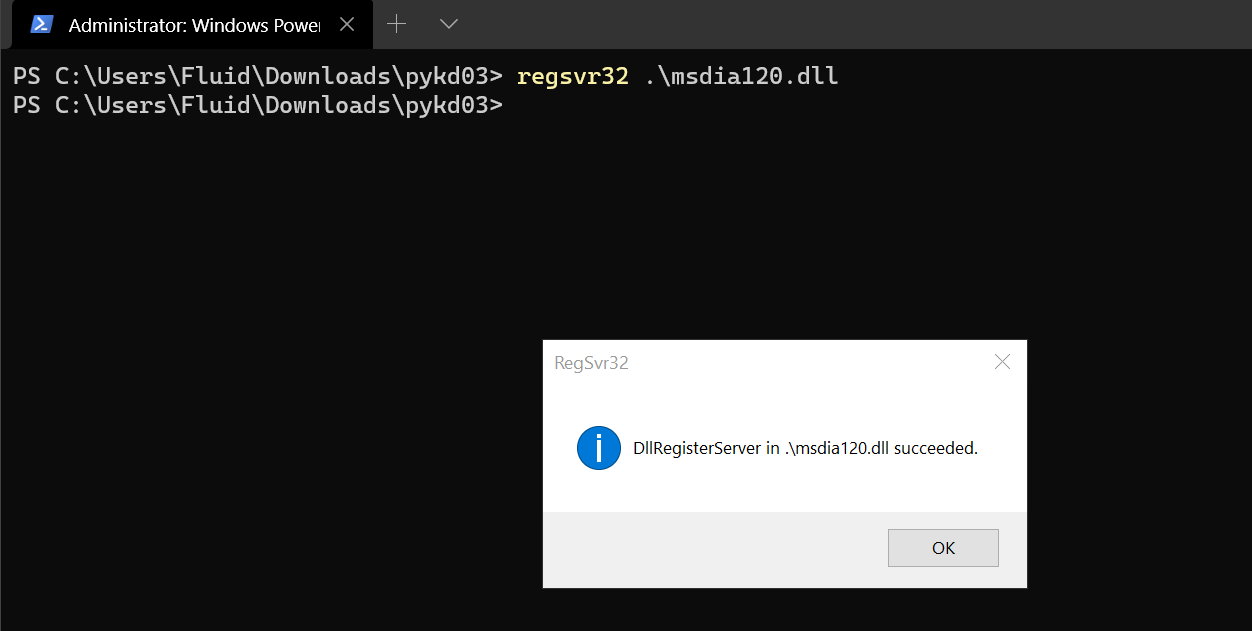 Administrator: Windows Power
PS C:\Users\Fluid\Downloads\pykd03> regsvr32 .\msdia120.dll
PS C:\Users\Fluid\Downloads\pykd03>
RegSvr32
DllRegisterServer in .\msdia120.dll succeeded.
OK